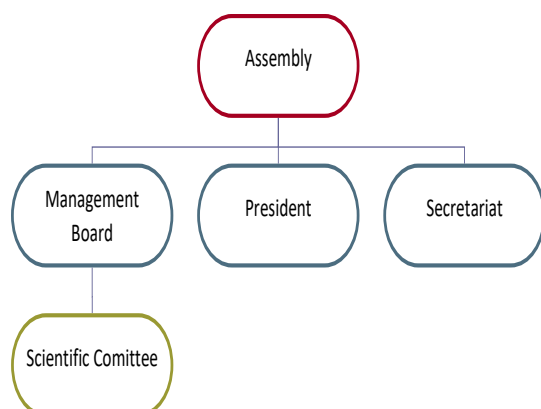 Assembly
Management
Board
President
Secretariat
Scientific Comittee